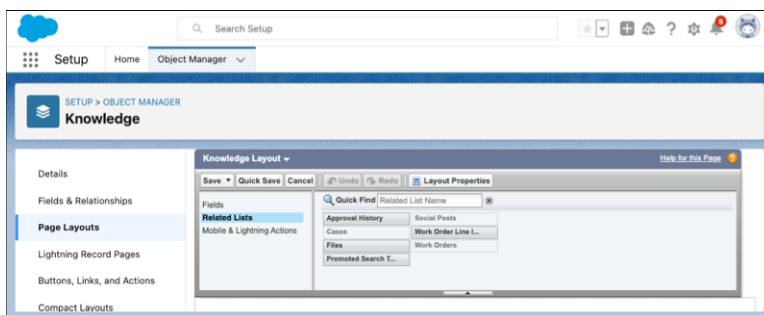 Search Setup
5
Setup Home Object Manager
SETUP > OBJECT MANAGER
Knowledge
Details
Fields & Relationships
Page Layouts
Lightning Record Pages
Buttons, Links, and Actions
Compact Layouts
Knowledge Layout
Help for this Page
Save Quick Save Cancel Undo Redo Layout Properties
Fields
Related Lists
Mobile & Lightning Actions
Quick Find Related List Name
Approval History Social Posts
Cases Work Order Line I...
Files Work Orders
Promoted Search T...